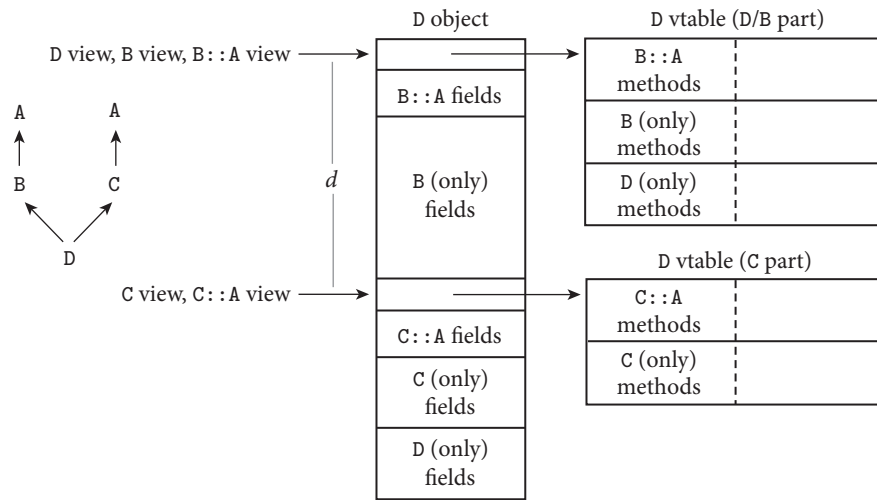 D object
D vtable (D/B part)
D view, B view, B::A view
B::A
methods
B::A fields
A A
B (only)
methods
B C
d
B (only)
fields
D (only)
methods
D
D vtable (C part)
C view, C::A view
C::A
methods
C::A fields
C (only)
methods
C (only)
fields
D (only)
fields